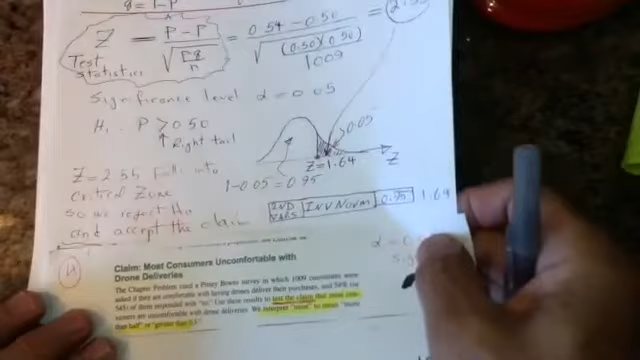 q = 1-P
Z = P - P / √(Pq/n) = 0.54 - 0.50 / √((0.50)(0.50)/1009) =
Test
statistics
Significance level α = 0.05
H₁ : P > 0.50
↑ Right tail
0.05
Z = 1.64
Z
Z = 2.55 Falls into
critical Zone
1-0.05 = 0.95
so we reject H₀
and accept the claim
2ND VARS INVNORM 0.95 1.64
α = 0
Claim: Most Consumers Uncomfortable with
Drone Deliveries
The Chapter Problem cited a Pitney Bowes survey in which 1009 consumers were
asked if they are comfortable with having drones deliver their purchases, and 54% (or
545) of them responded with "no." Use these results to test the claim that most con-
sumers are uncomfortable with drone deliveries. We interpret "most" to mean "more
than half" or "greater than 0.5."